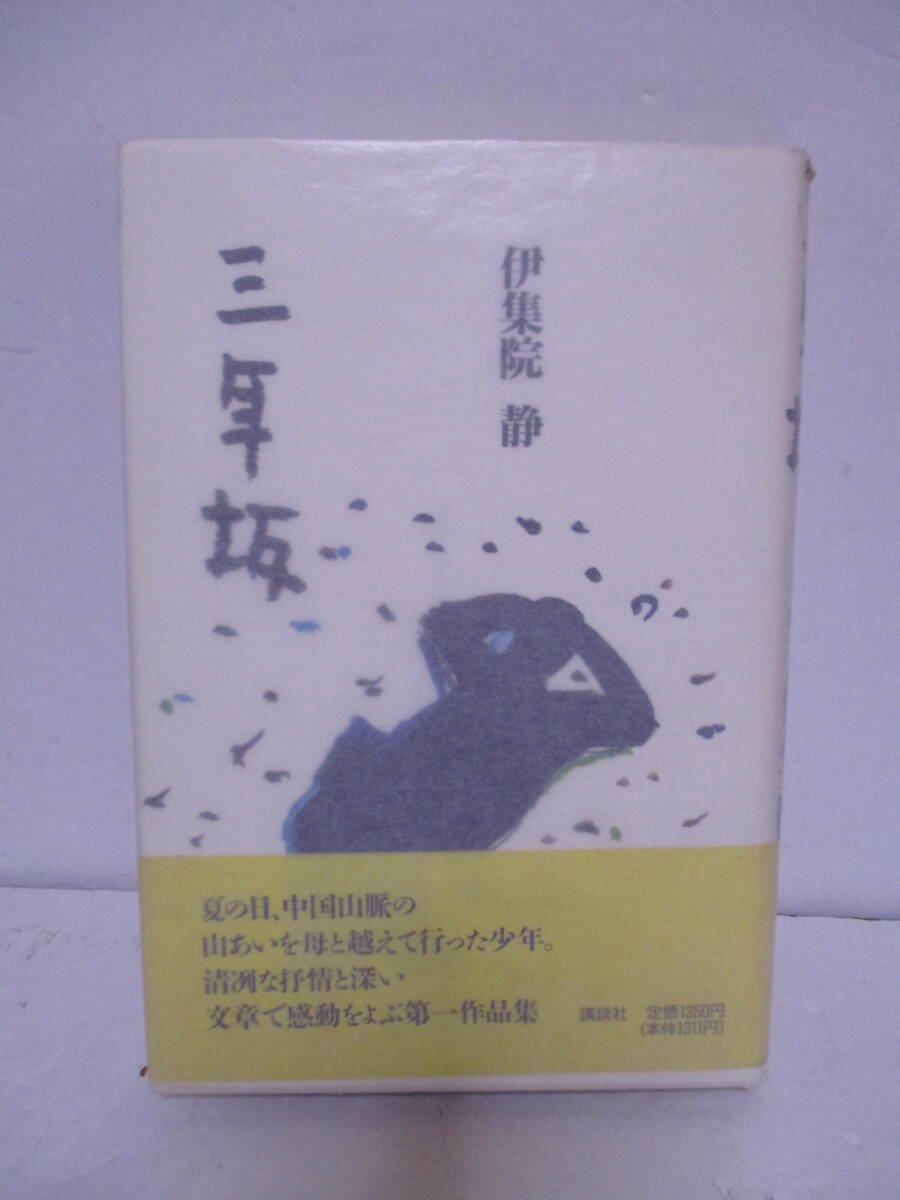 三年坂
伊集院 静
夏の日、中国山脈の
山あいを母と越えて行った少年。
清冽な抒情と深い
文章で感動をよぶ第一作品集
講談社 定価1350円
(本体1311円)